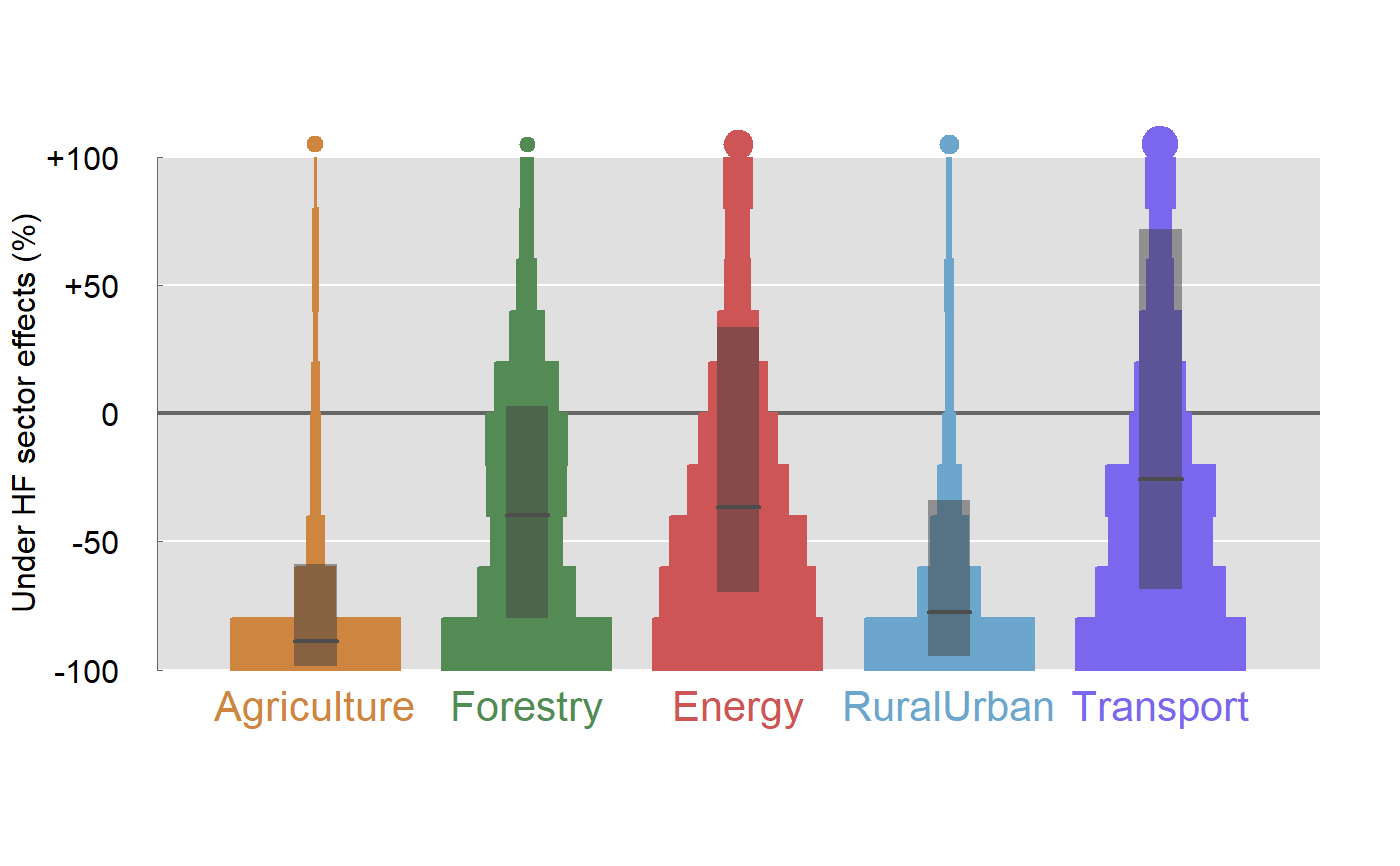 Under HF sector effects (%)
+100
+50
0
-50
-100
Agriculture Forestry Energy RuralUrban Transport